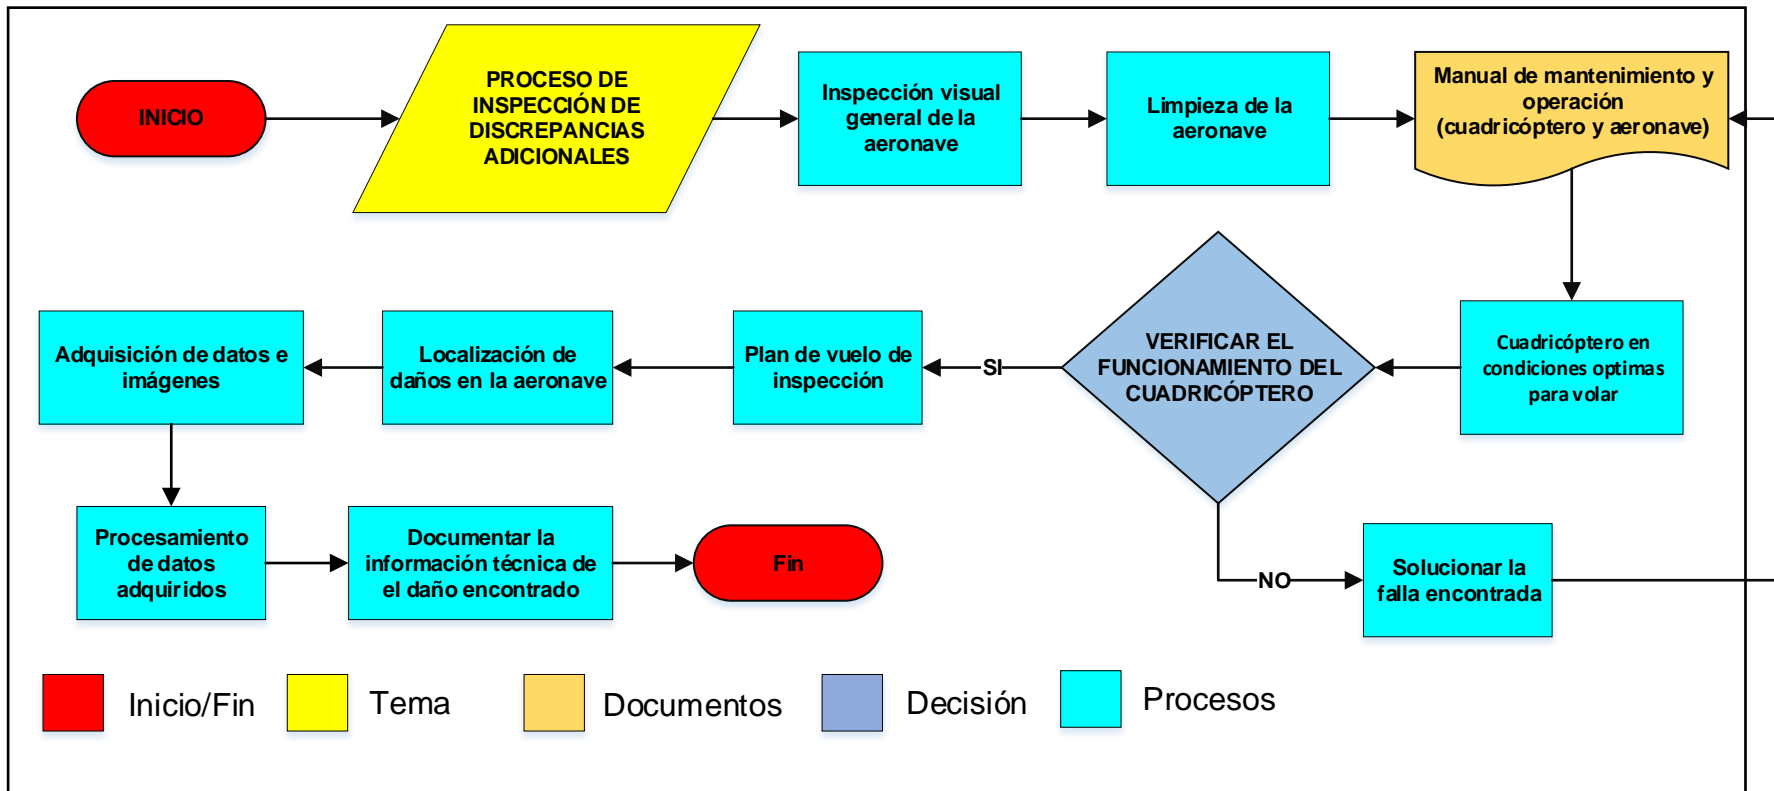 INICIO
PROCESO DE
INSPECCIÓN DE
DISCREPANCIAS
ADICIONALES
Inspección visual
general de la
aeronave
Limpieza de la
aeronave
Manual de mantenimiento y
operación
(cuadricóptero y aeronave)
Cuadricóptero en
condiciones optimas
para volar
VERIFICAR EL
FUNCIONAMIENTO DEL
CUADRICÓPTERO
SI
Plan de vuelo de
inspección
Localización de
daños en la aeronave
Adquisición de datos e
imágenes
Procesamiento
de datos
adquiridos
Documentar la
información técnica de
el daño encontrado
Fin
NO
Solucionar la
falla encontrada
Inicio/Fin
Tema
Documentos
Decisión
Procesos